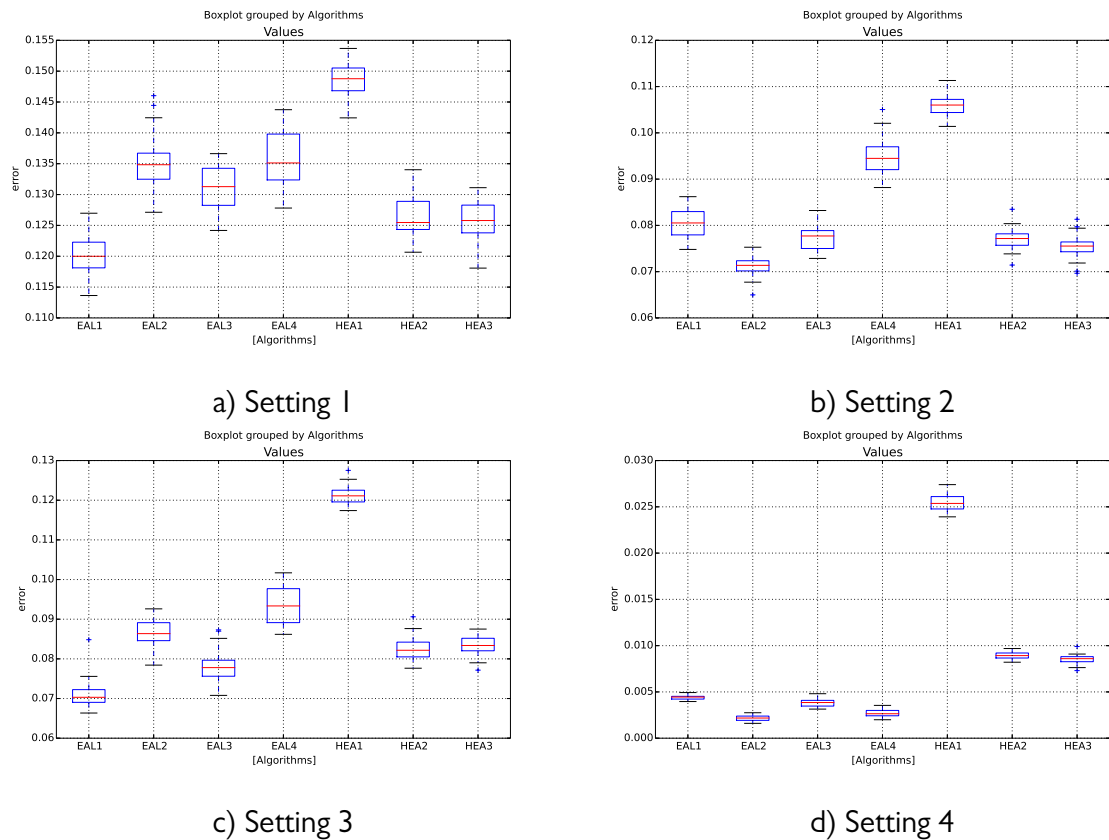 Boxplot grouped by Algorithms
Values
0.155
0.150
0.145
0.140
0.135
0.130
0.125
0.120
0.115
0.110
error
EAL1 EAL2 EAL3 EAL4 HEA1 HEA2 HEA3
[Algorithms]
a) Setting 1
Boxplot grouped by Algorithms
Values
0.12
0.11
0.10
0.09
0.08
0.07
0.06
error
EAL1 EAL2 EAL3 EAL4 HEA1 HEA2 HEA3
[Algorithms]
b) Setting 2
Boxplot grouped by Algorithms
Values
0.13
0.12
0.11
0.10
0.09
0.08
0.07
0.06
error
EAL1 EAL2 EAL3 EAL4 HEA1 HEA2 HEA3
[Algorithms]
c) Setting 3
Boxplot grouped by Algorithms
Values
0.030
0.025
0.020
0.015
0.010
0.005
0.000
error
EAL1 EAL2 EAL3 EAL4 HEA1 HEA2 HEA3
[Algorithms]
d) Setting 4